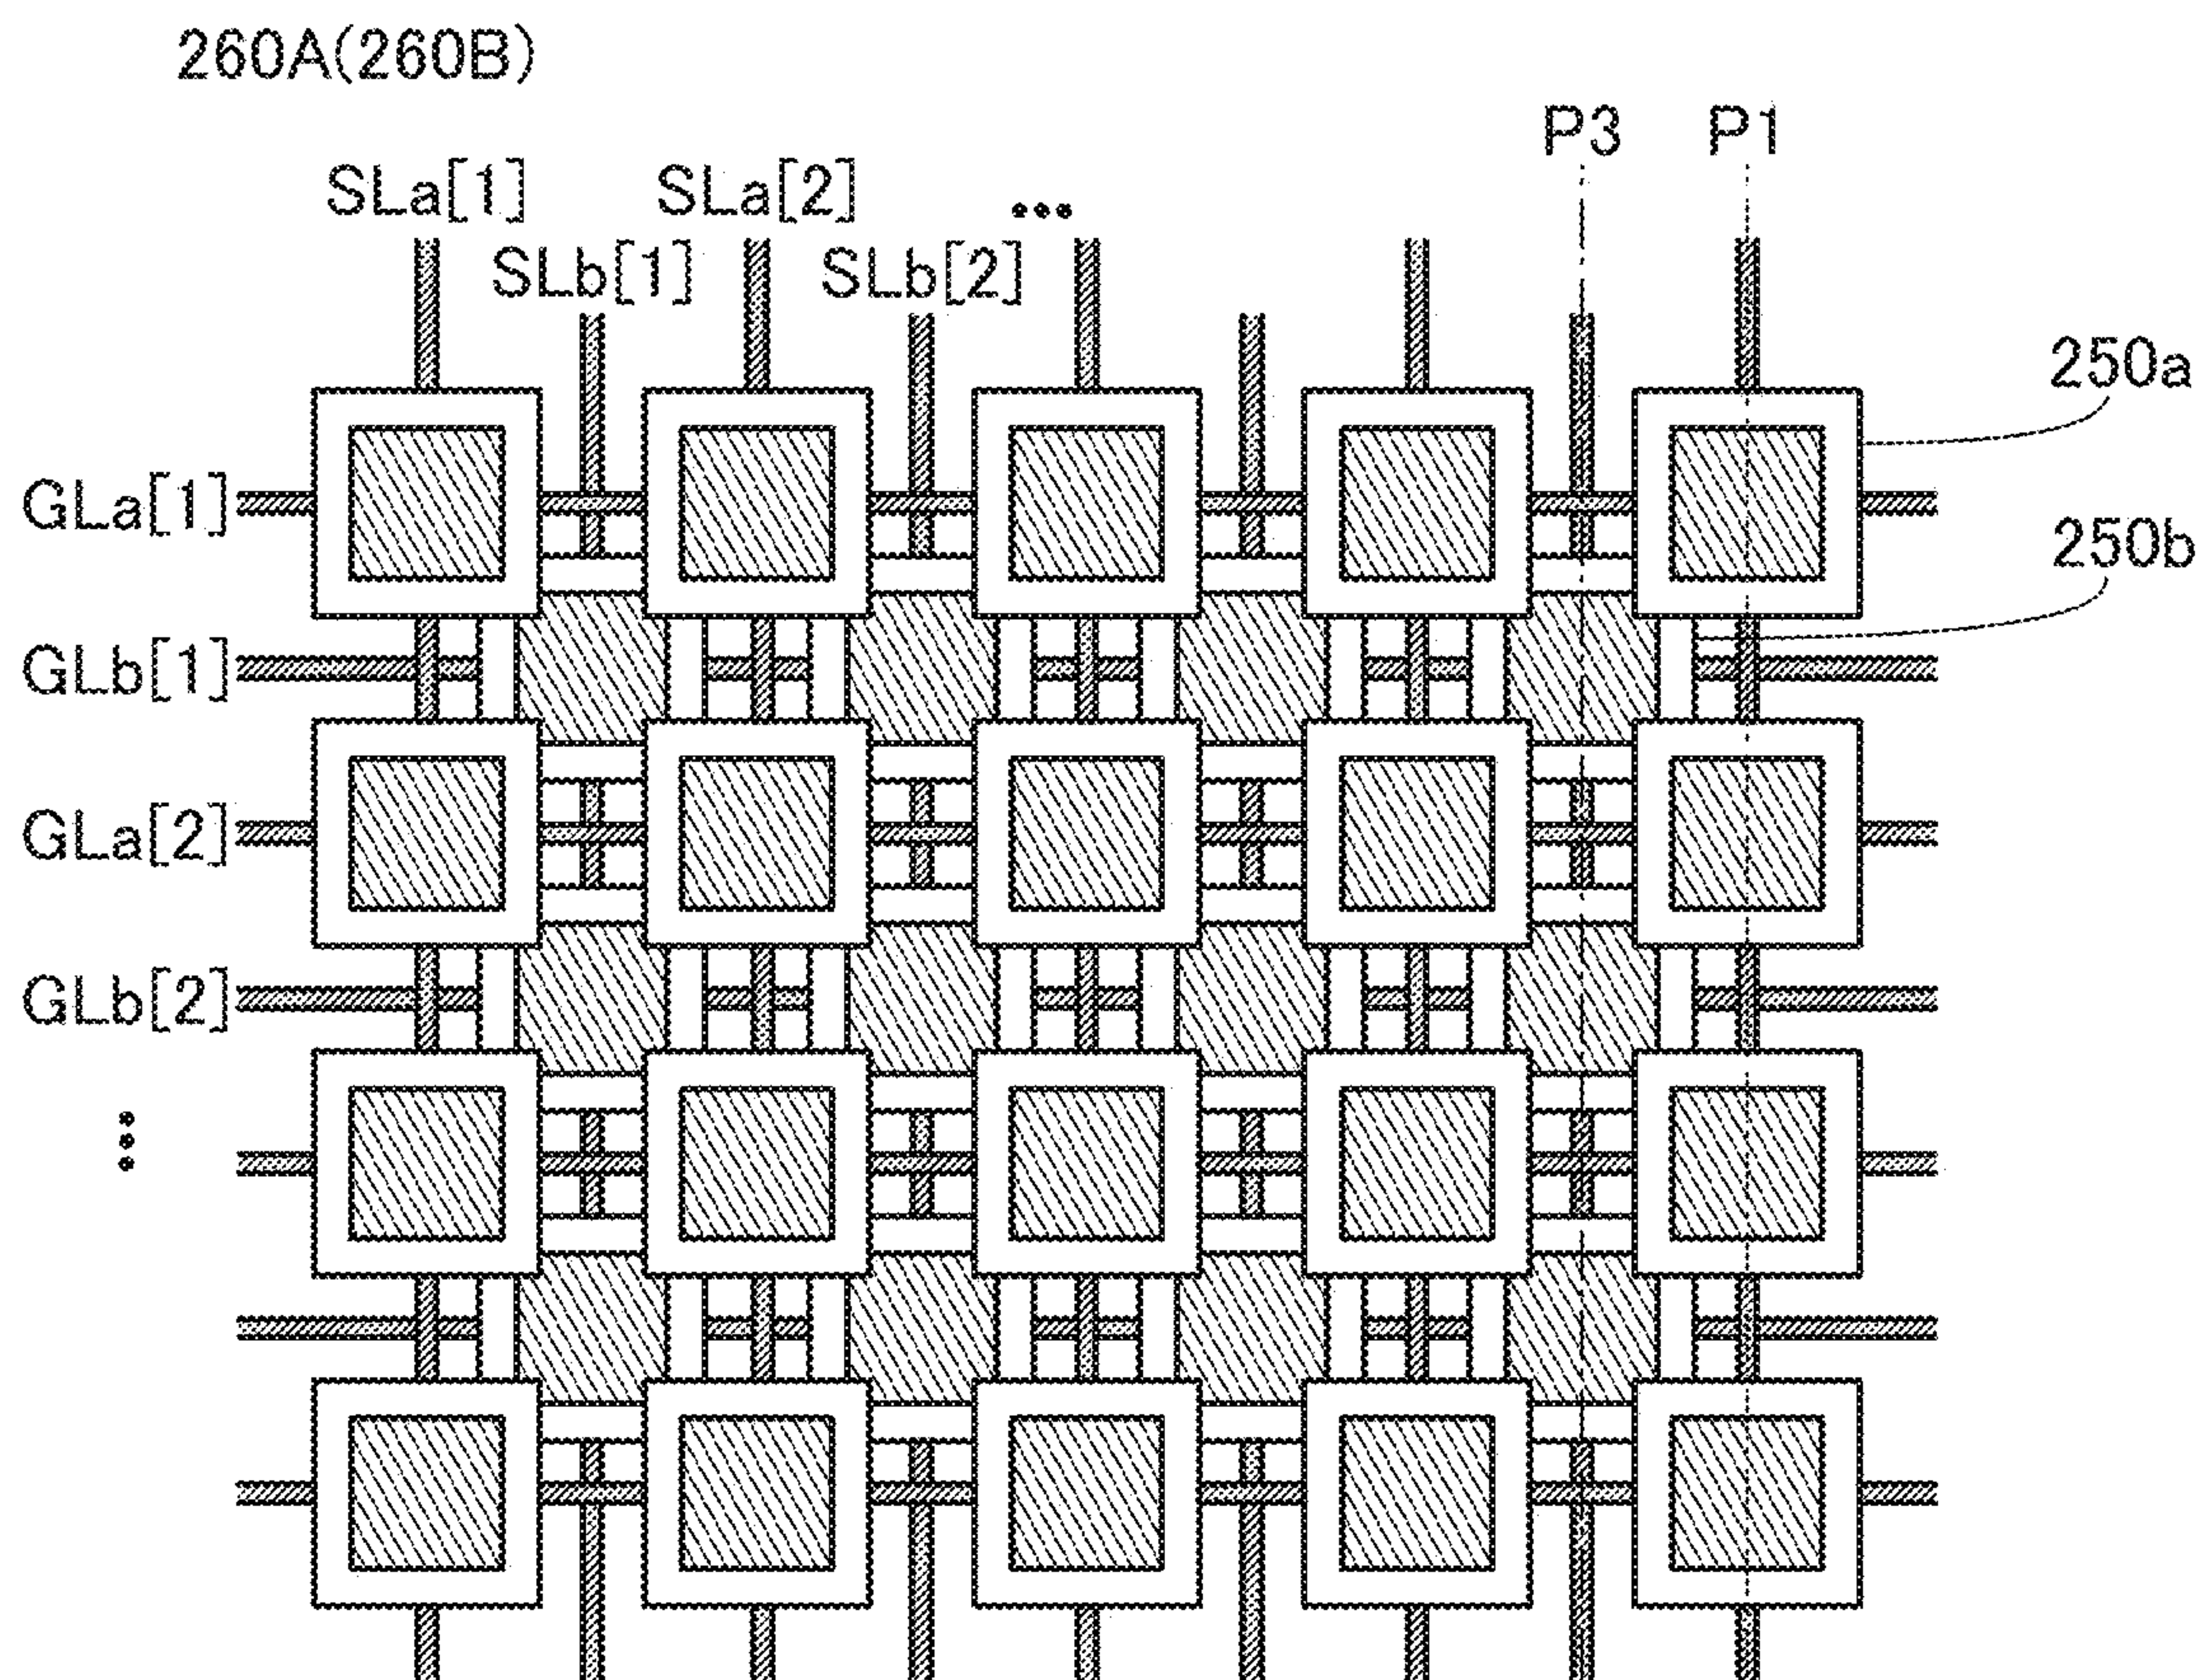 260A(260B)
P3 P1
SLa[1] SLa[2] •••
SLb[1] SLb[2]
250a
GLa[1]
250b
GLb[1]
GLa[2]
GLb[2]
•••